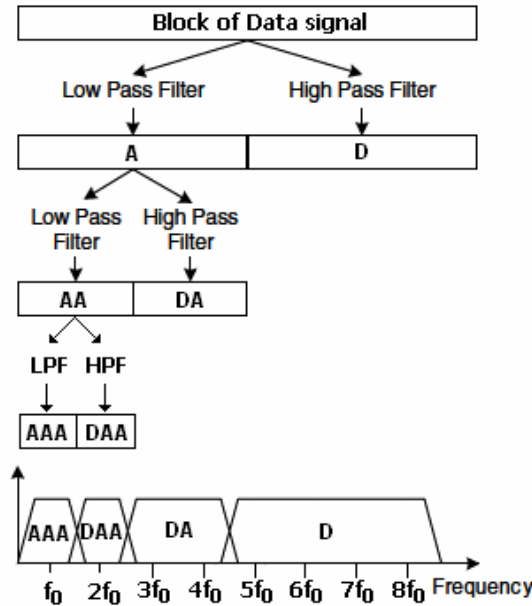 Block of Data signal
Low Pass Filter High Pass Filter
A D
Low Pass Filter High Pass Filter
AA DA
LPF HPF
AAA DAA
AAA DAA DA D
f0 2f0 3f0 4f0 5f0 6f0 7f0 8f0 Frequency